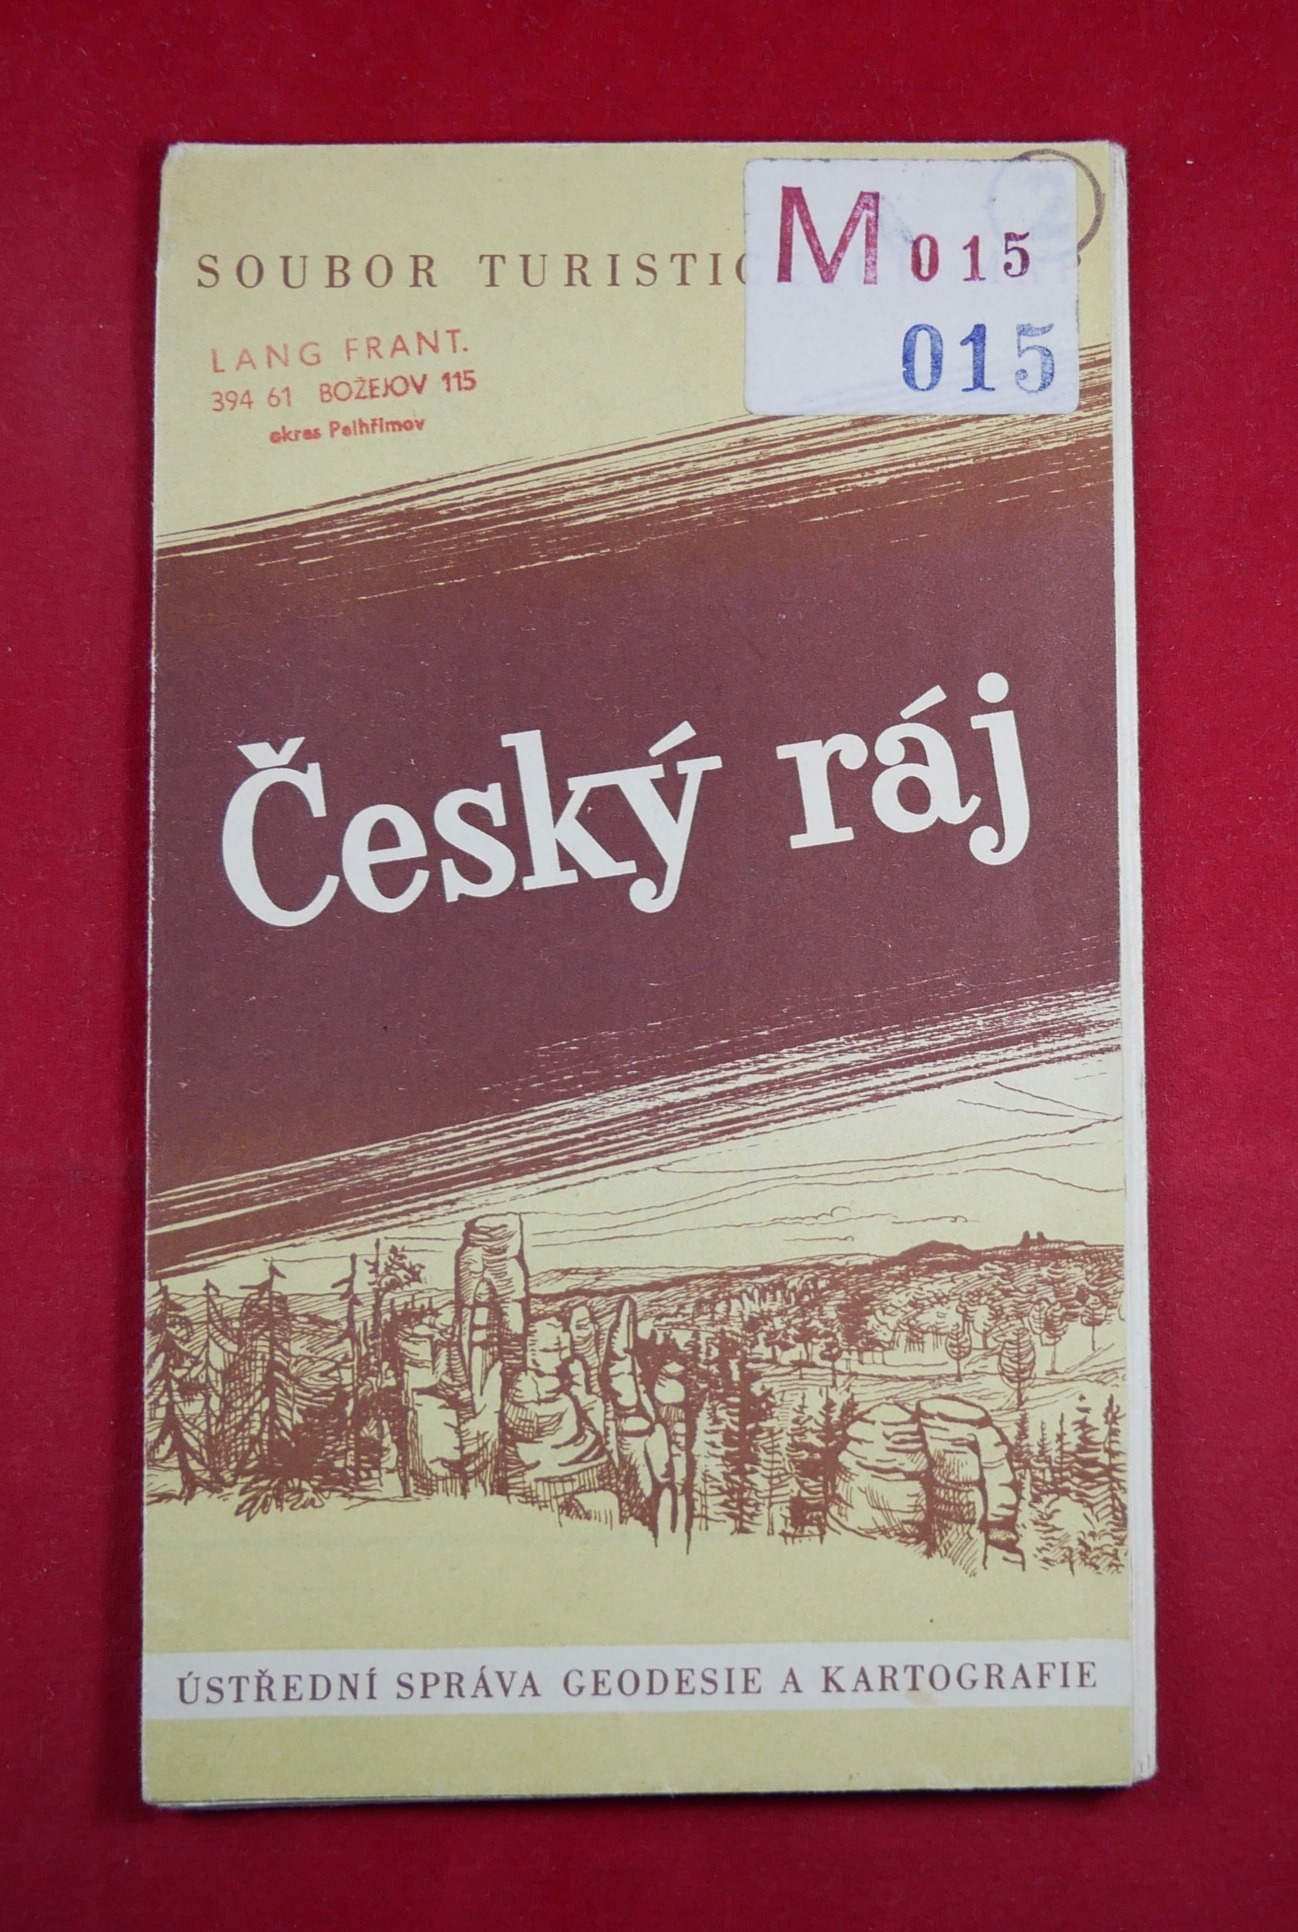 SOUBOR TURISTIC
M 015
015
LANG FRANT.
394 61 BOŽEJOV 115
okres Pelhřimov
Český ráj
ÚSTŘEDNÍ SPRÁVA GEODESIE A KARTOGRAFIE